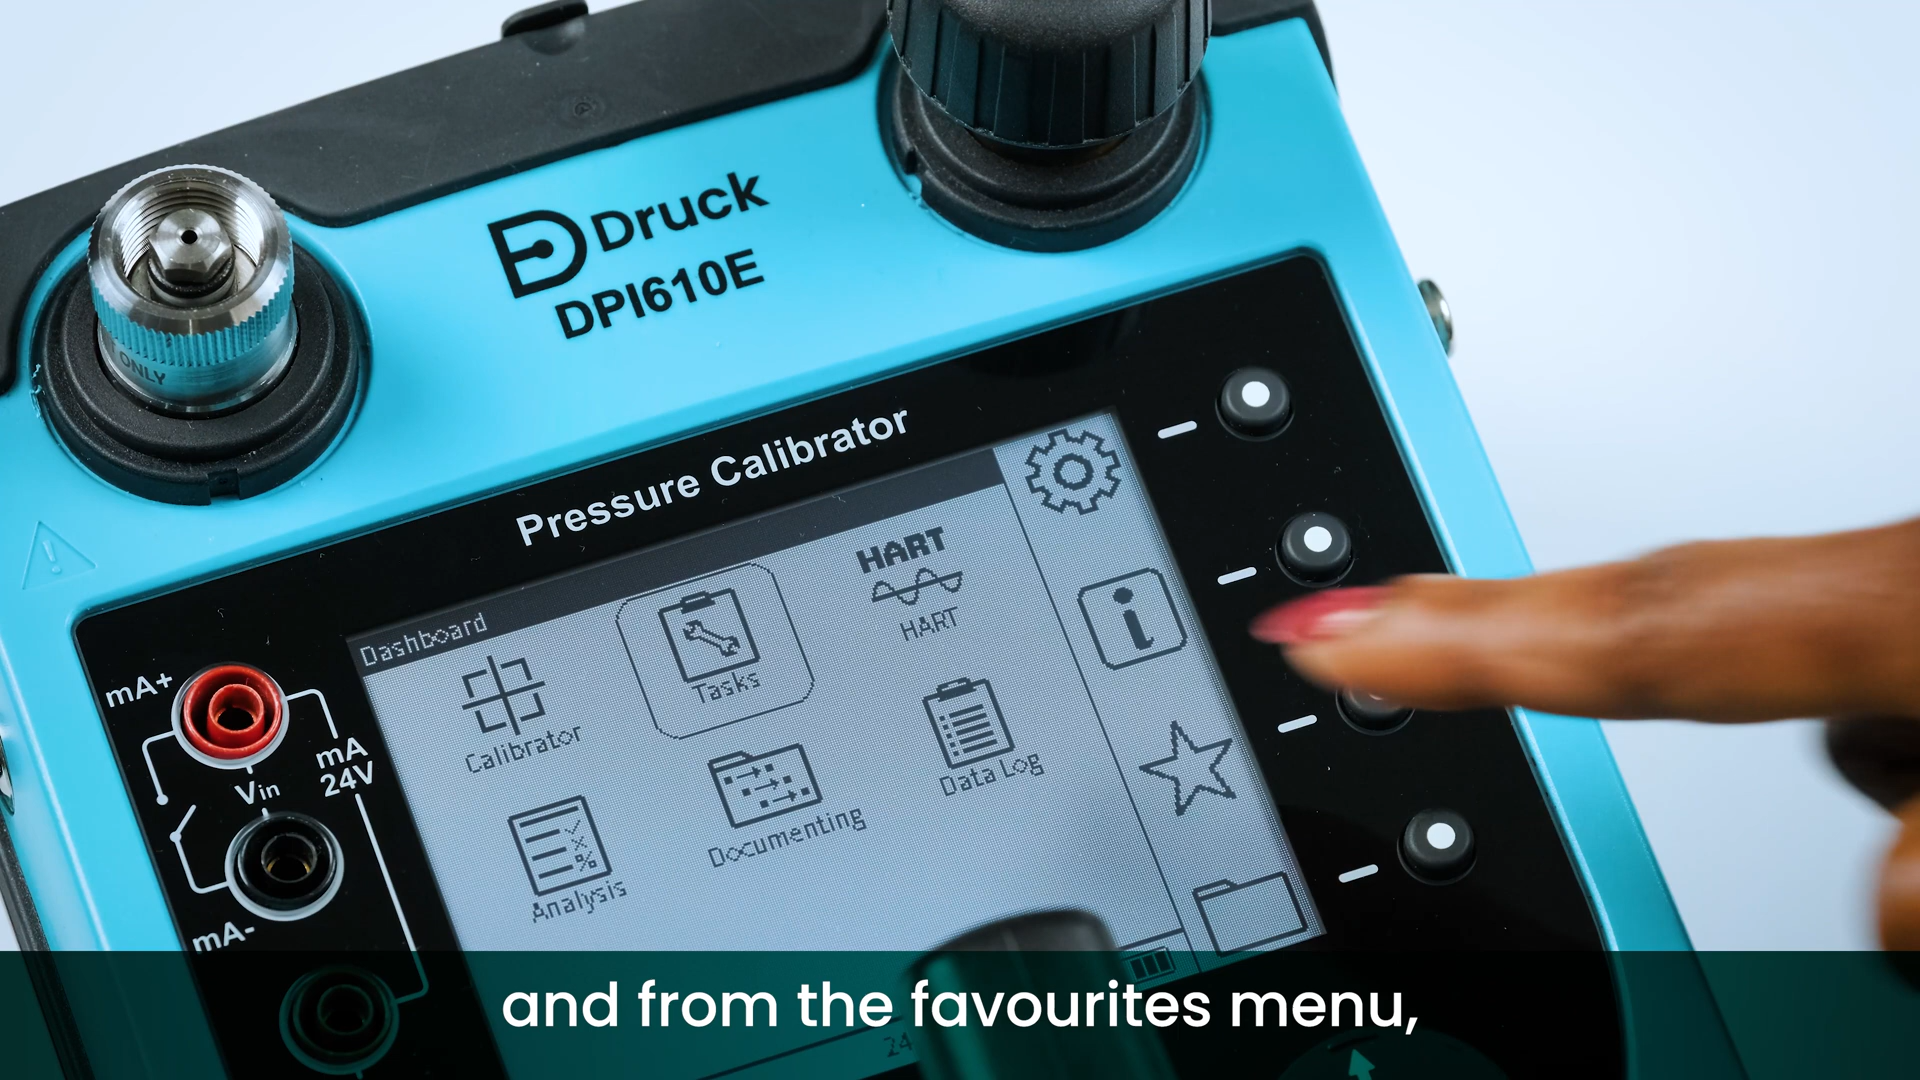 Druck
DPI610E
ONLY
Pressure Calibrator
Dashboard
HART
HART
Tasks
Calibrator
Data Log
Documenting
Analysis
mA+
mA
24V
Vin
mA-
24
and from the favourites menu,